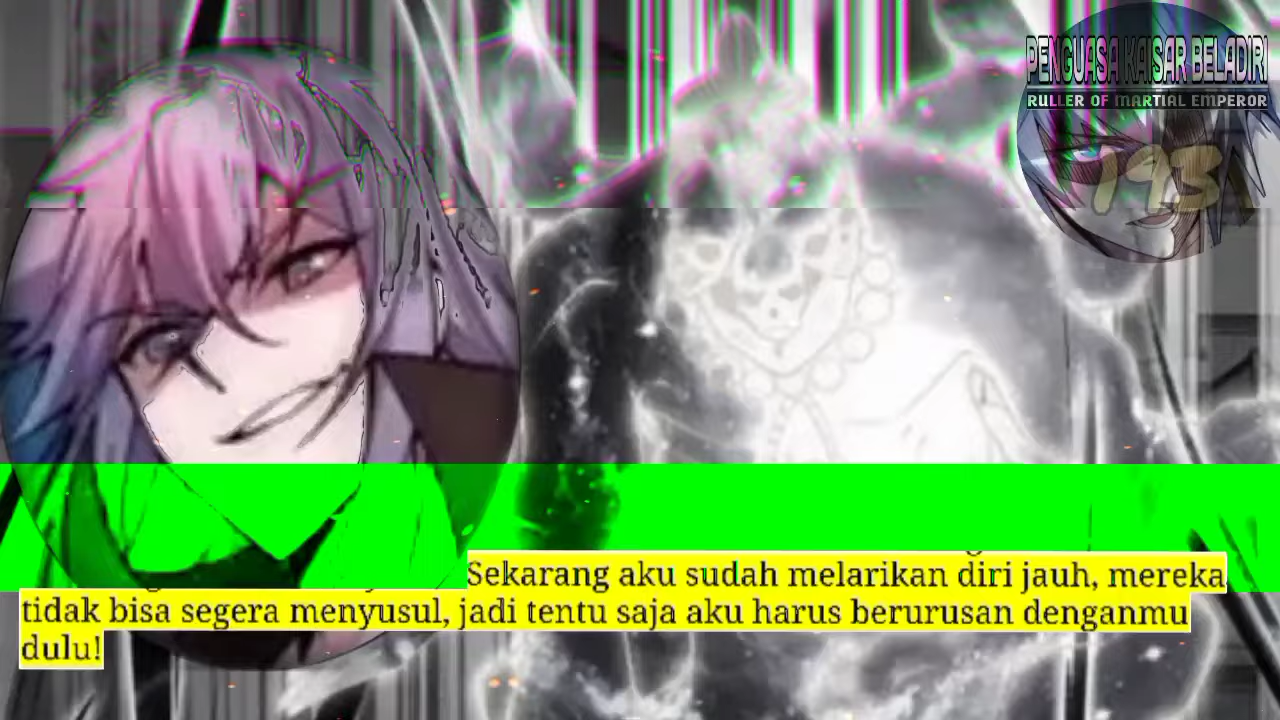 PENGUASA KAISAR BELADIRI
RULLER OF MARTIAL EMPEROR
193
Sekarang aku sudah melarikan diri jauh, mereka
tidak bisa segera menyusul, jadi tentu saja aku harus berurusan denganmu
dulu!